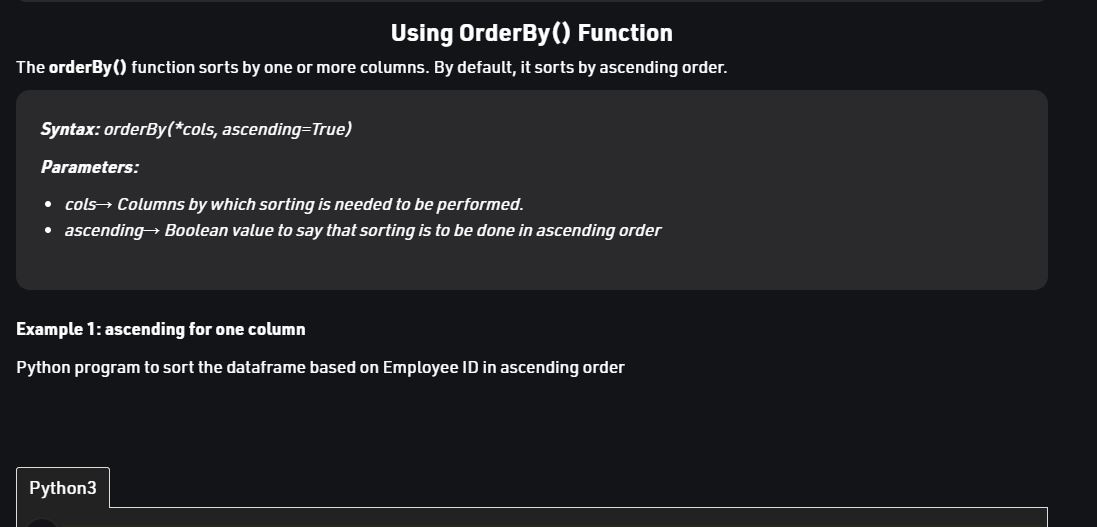 Using OrderBy() Function
The orderBy() function sorts by one or more columns. By default, it sorts by ascending order.
Syntax: orderBy(*cols, ascending=True)
Parameters:
• cols→ Columns by which sorting is needed to be performed.
• ascending→ Boolean value to say that sorting is to be done in ascending order
Example 1: ascending for one column
Python program to sort the dataframe based on Employee ID in ascending order
Python3